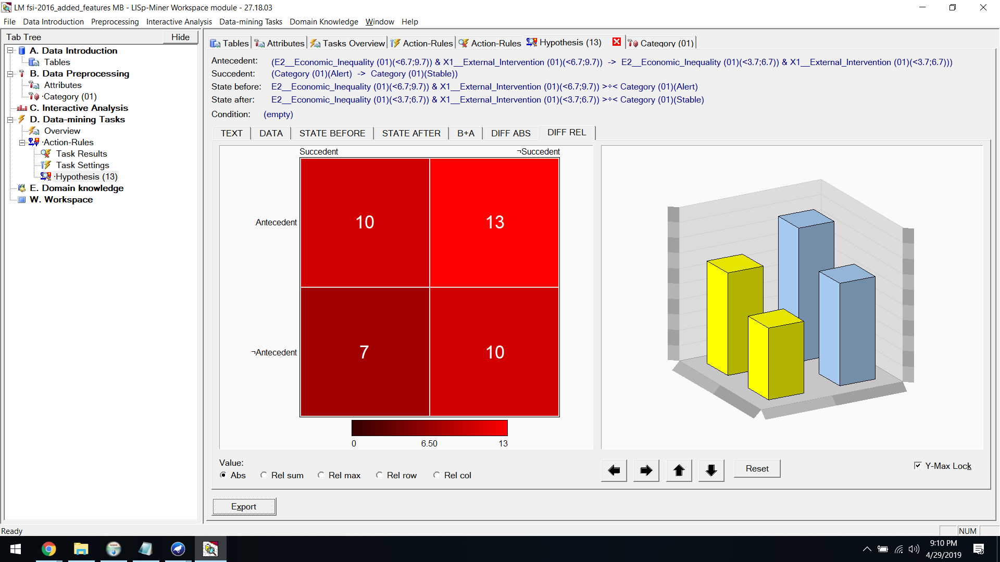 LM fsi-2016_added_features MB - LISp-Miner Workspace module - 27.18.03
File Data Introduction Preprocessing Interactive Analysis Data-mining Tasks Domain Knowledge Window Help
Tab Tree Hide
A. Data Introduction
Tables
B. Data Preprocessing
Attributes
·Category (01)
C. Interactive Analysis
D. Data-mining Tasks
Overview
·Action-Rules
Task Results
Task Settings
·Hypothesis (13)
E. Domain knowledge
W. Workspace
Tables Attributes Tasks Overview Action-Rules Action-Rules Hypothesis (13) Category (01)
Antecedent: (E2__Economic_Inequality (01)(<6.7;9.7)) & X1__External_Intervention (01)(<6.7;9.7)) -> E2__Economic_Inequality (01)(<3.7;6.7)) & X1__External_Intervention (01)(<3.7;6.7)))
Succedent: (Category (01)(Alert) -> Category (01)(Stable))
State before: E2__Economic_Inequality (01)(<6.7;9.7)) & X1__External_Intervention (01)(<6.7;9.7)) >÷< Category (01)(Alert)
State after: E2__Economic_Inequality (01)(<3.7;6.7)) & X1__External_Intervention (01)(<3.7;6.7)) >÷< Category (01)(Stable)
Condition: (empty)
TEXT DATA STATE BEFORE STATE AFTER B+A DIFF ABS DIFF REL
Succedent ¬Succedent
Antecedent 10 13
¬Antecedent 7 10
0 6.50 13
Value:
Abs Rel sum Rel max Rel row Rel col
Reset
Y-Max Lock
Export
Ready
NUM
9:10 PM
4/29/2019